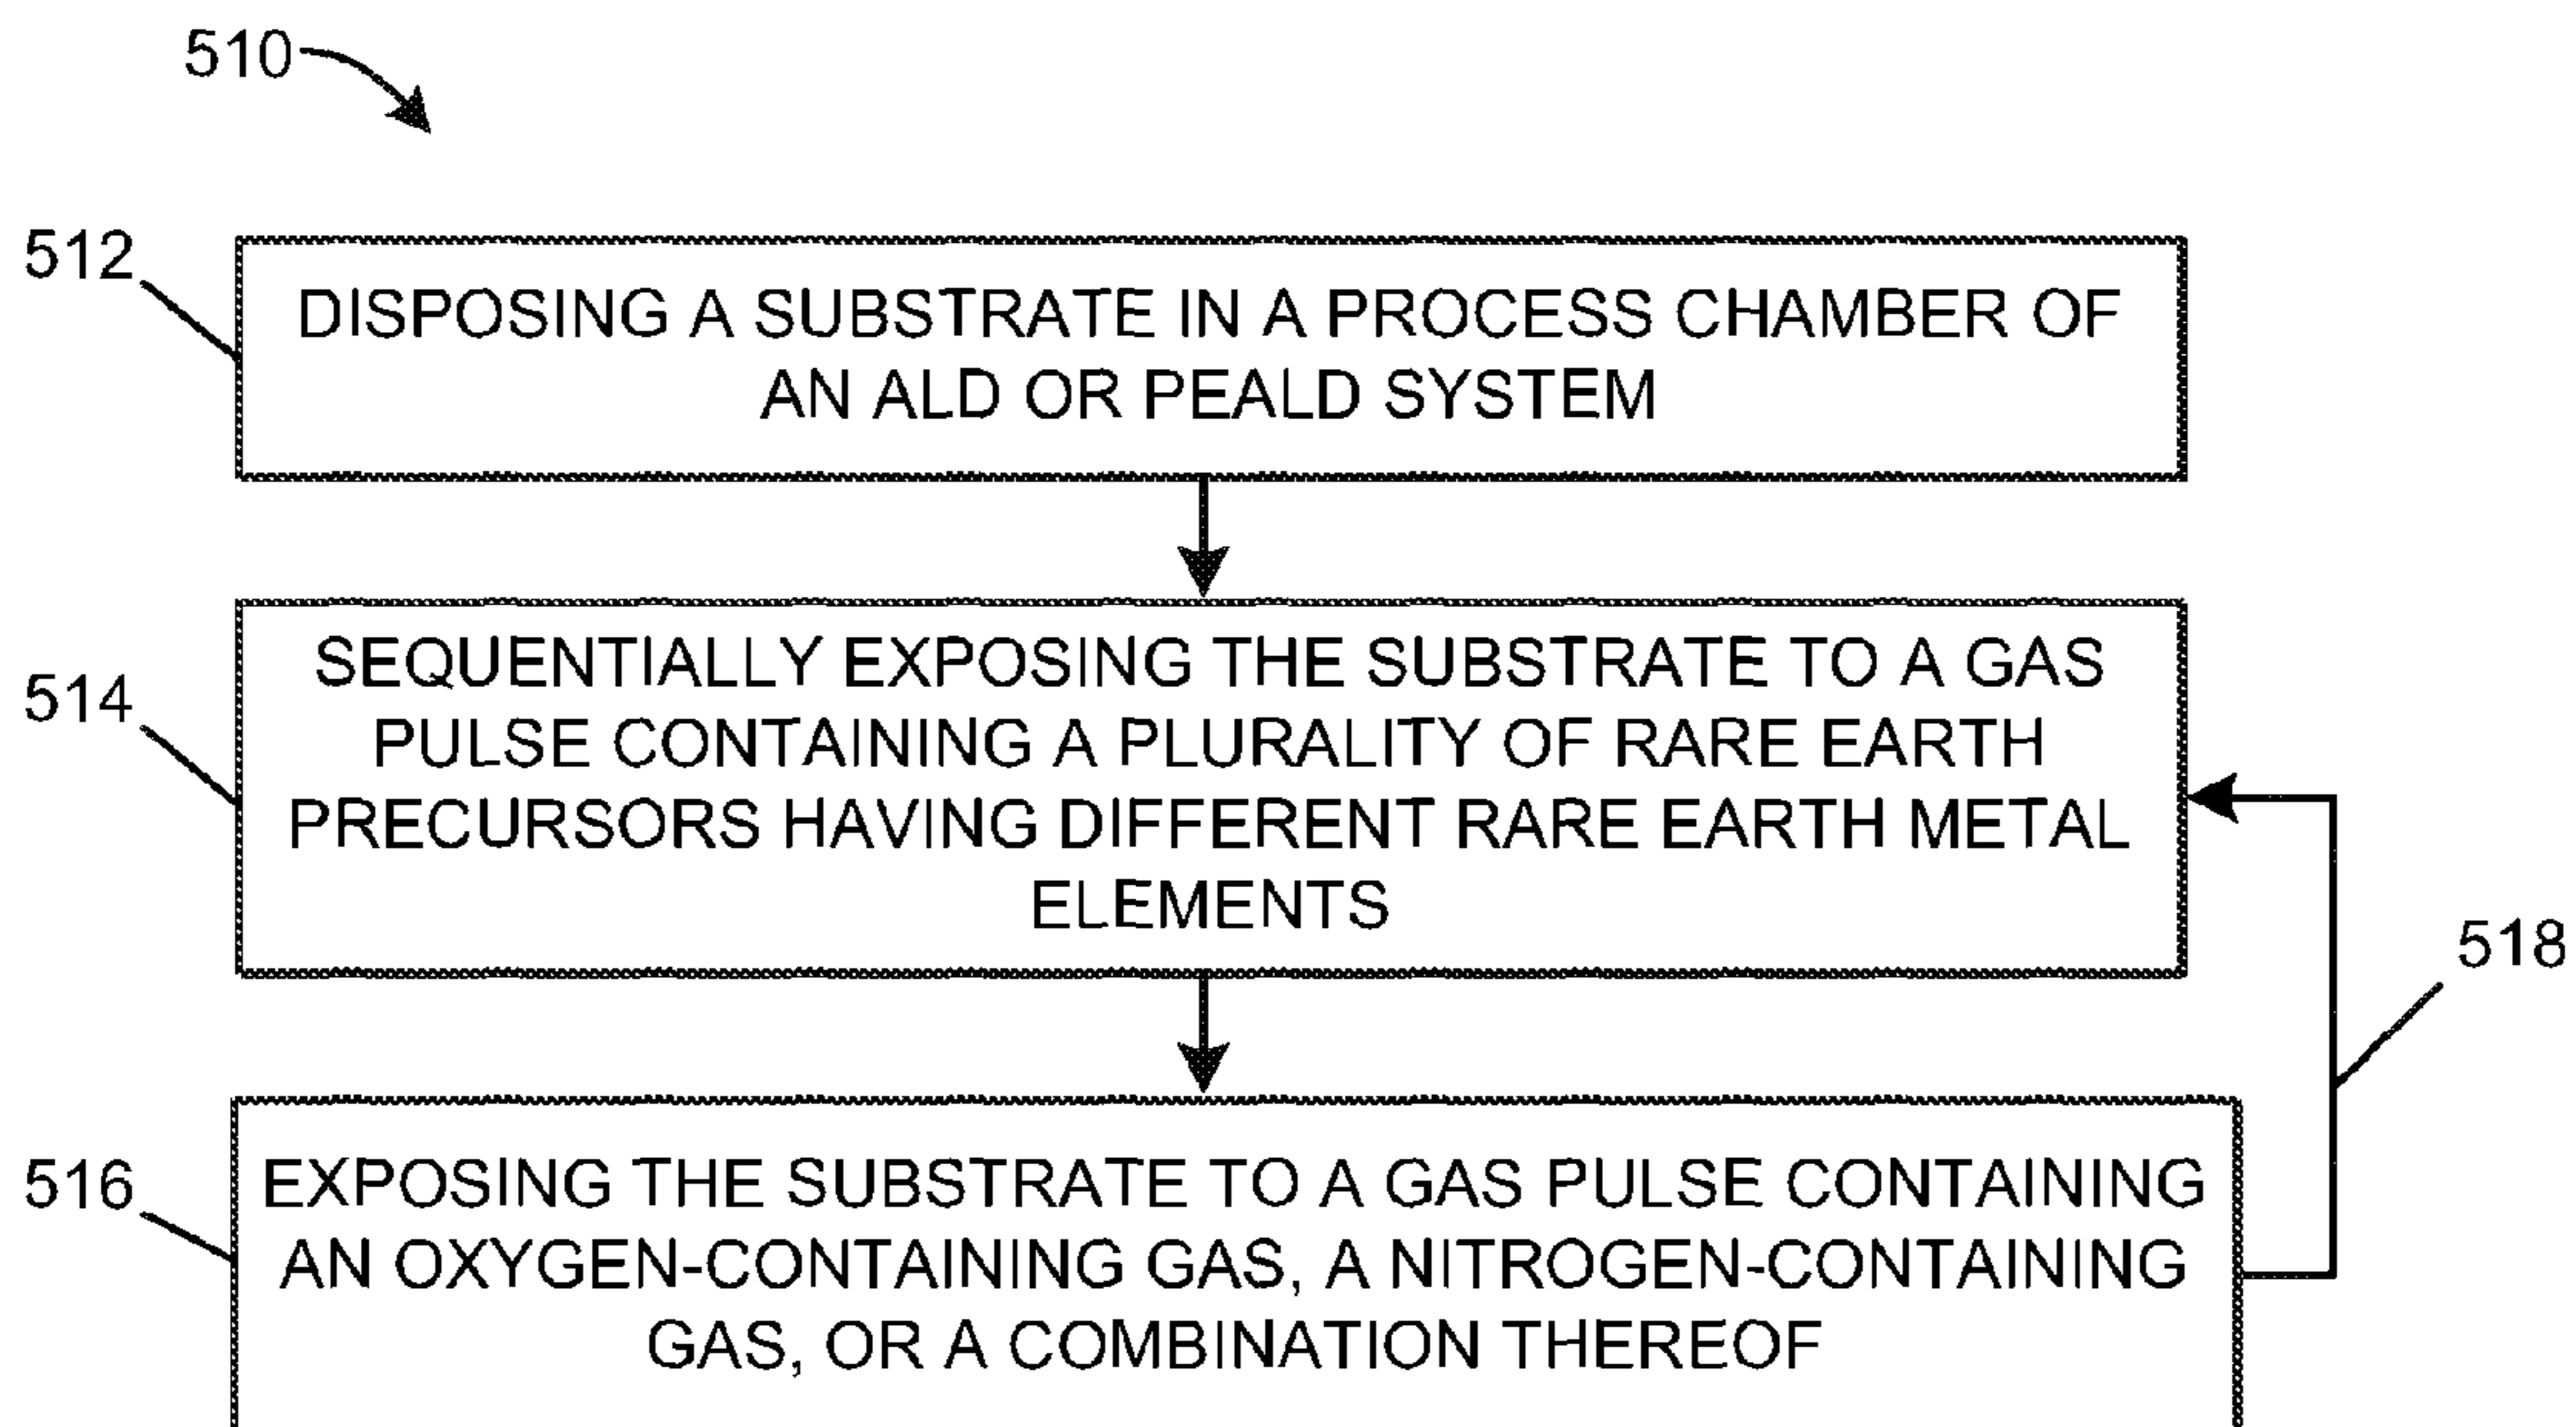 510
512
DISPOSING A SUBSTRATE IN A PROCESS CHAMBER OF
AN ALD OR PEALD SYSTEM
514
SEQUENTIALLY EXPOSING THE SUBSTRATE TO A GAS
PULSE CONTAINING A PLURALITY OF RARE EARTH
PRECURSORS HAVING DIFFERENT RARE EARTH METAL
ELEMENTS
518
516
EXPOSING THE SUBSTRATE TO A GAS PULSE CONTAINING
AN OXYGEN-CONTAINING GAS, A NITROGEN-CONTAINING
GAS, OR A COMBINATION THEREOF